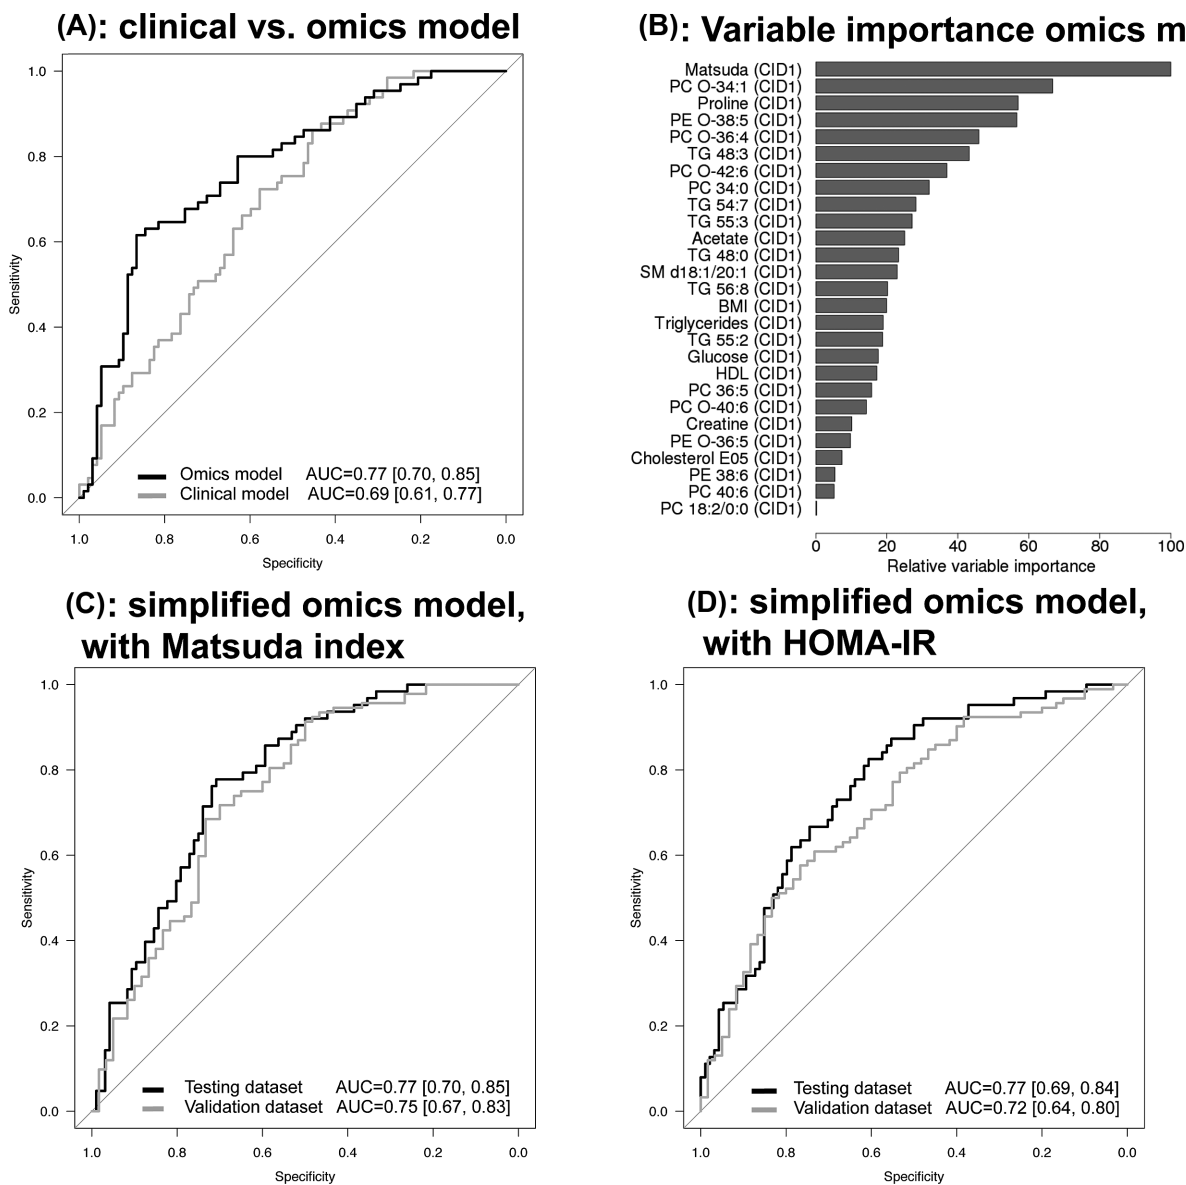 (A): clinical vs. omics model
1.0
0.8
0.6
0.4
0.2
0.0
Sensitivity
Omics model AUC=0.77 [0.70, 0.85]
Clinical model AUC=0.69 [0.61, 0.77]
1.0 0.8 0.6 0.4 0.2 0.0
Specificity
(B): Variable importance omics m
Matsuda (CID1)
PC O-34:1 (CID1)
Proline (CID1)
PE O-38:5 (CID1)
PC O-36:4 (CID1)
TG 48:3 (CID1)
PC O-42:6 (CID1)
PC 34:0 (CID1)
TG 54:7 (CID1)
TG 55:3 (CID1)
Acetate (CID1)
TG 48:0 (CID1)
SM d18:1/20:1 (CID1)
TG 56:8 (CID1)
BMI (CID1)
Triglycerides (CID1)
TG 55:2 (CID1)
Glucose (CID1)
HDL (CID1)
PC 36:5 (CID1)
PC O-40:6 (CID1)
Creatine (CID1)
PE O-36:5 (CID1)
Cholesterol E05 (CID1)
PE 38:6 (CID1)
PC 40:6 (CID1)
PC 18:2/0:0 (CID1)
0 20 40 60 80 100
Relative variable importance
(C): simplified omics model,
with Matsuda index
1.0
0.8
0.6
0.4
0.2
0.0
Sensitivity
Testing dataset AUC=0.77 [0.70, 0.85]
Validation dataset AUC=0.75 [0.67, 0.83]
1.0 0.8 0.6 0.4 0.2 0.0
Specificity
(D): simplified omics model,
with HOMA-IR
1.0
0.8
0.6
0.4
0.2
0.0
Sensitivity
Testing dataset AUC=0.77 [0.69, 0.84]
Validation dataset AUC=0.72 [0.64, 0.80]
1.0 0.8 0.6 0.4 0.2 0.0
Specificity